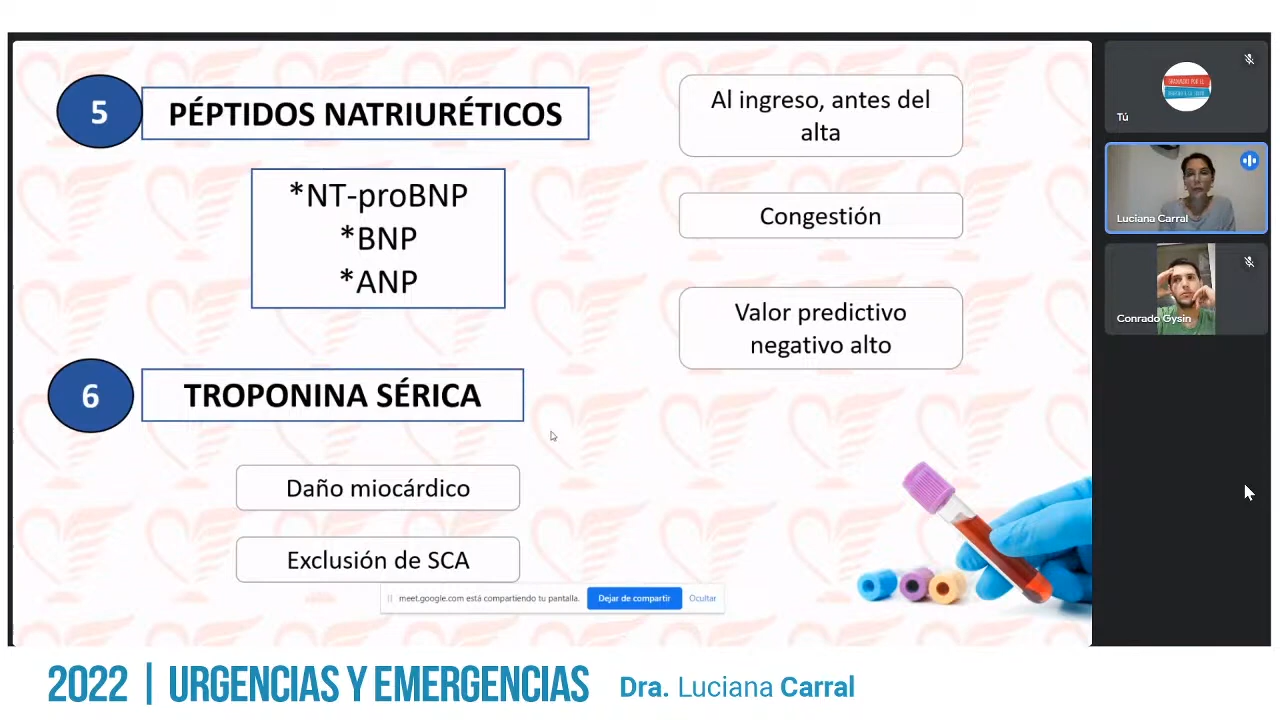 5
PÉPTIDOS NATRIURÉTICOS
*NT-proBNP
*BNP
*ANP
Al ingreso, antes del
alta
Congestión
Valor predictivo
negativo alto
6
TROPONINA SÉRICA
Daño miocárdico
Exclusión de SCA
meet.google.com está compartiendo tu pantalla.
Dejar de compartir
Ocultar
Tú
Luciana Carral
Conrado Gysin
2022 | URGENCIAS Y EMERGENCIAS
Dra. Luciana Carral